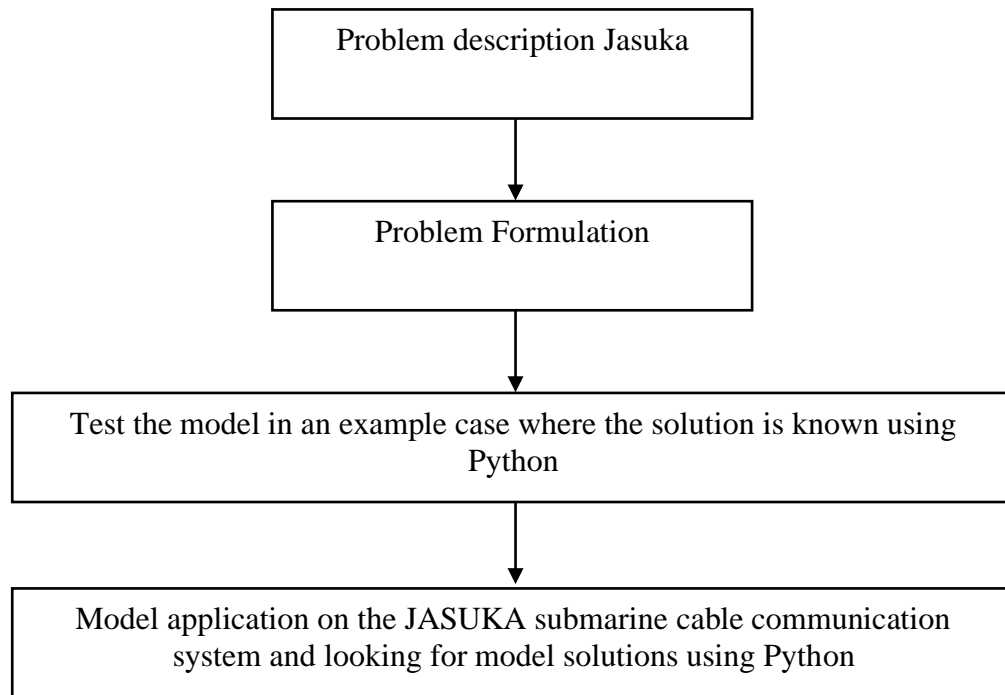 Problem description Jasuka
Problem Formulation
Test the model in an example case where the solution is known using
Python
Model application on the JASUKA submarine cable communication
system and looking for model solutions using Python